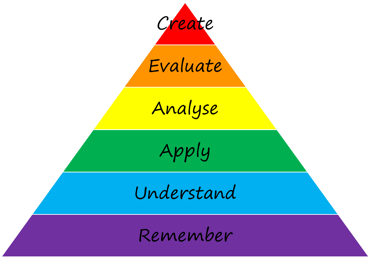 Create
Evaluate
Analyse
Apply
Understand
Remember